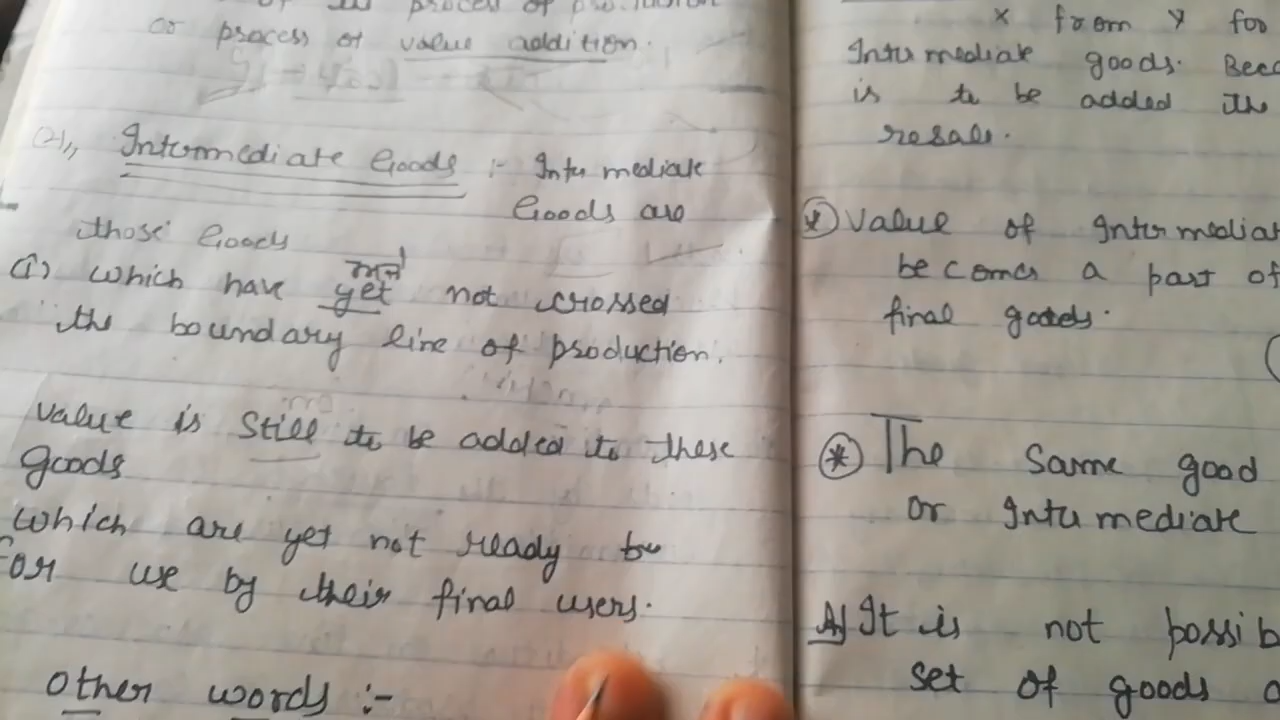 or process of value addition.
(2), Intermediate Goods :- Intermediate
Goods are
those Goods
ਅਜੇ
(i) which have yet not crossed
the boundary line of production.
value is still to be added to these
goods
which are yet not ready
For use by their final users.
other words :-
x from y for
Intermediate goods.
is to be added the
resale.
* Value of Intermediat
becomes a part of
final goods.
* The same good
or Intermediate
A) It is not possib
set of goods